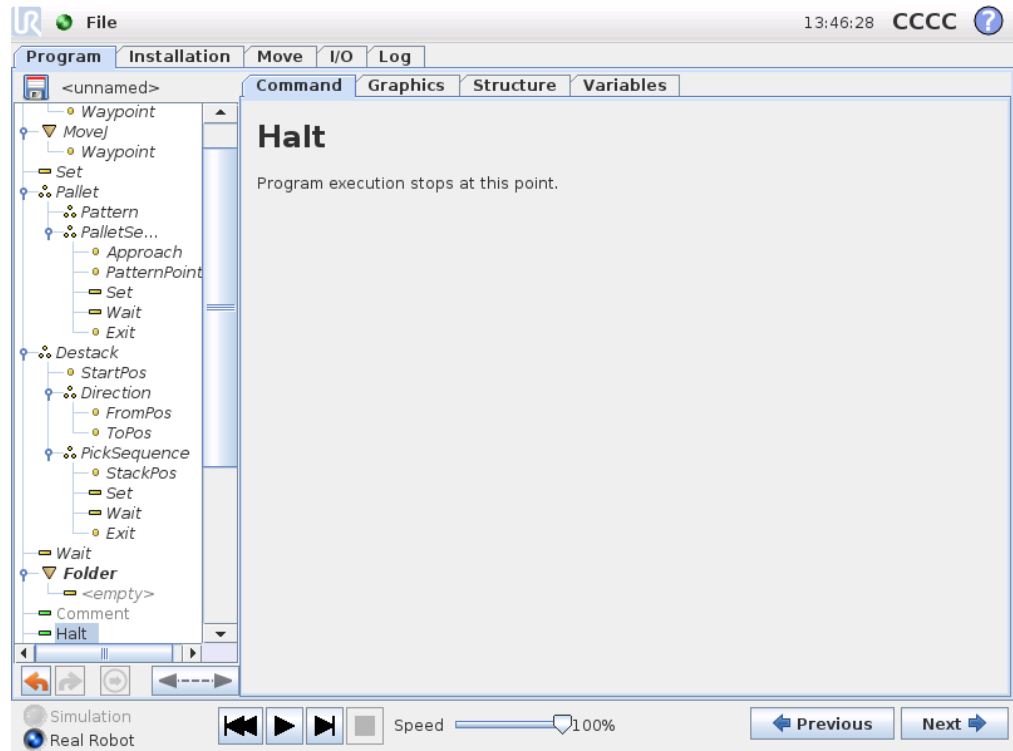 UR File 13:46:28 CCCC ?
Program Installation Move I/O Log
<unnamed>
Command Graphics Structure Variables
Waypoint
MoveJ
Waypoint
Set
Pallet
Pattern
PalletSe...
Approach
PatternPoint
Set
Wait
Exit
Destack
StartPos
Direction
FromPos
ToPos
PickSequence
StackPos
Set
Wait
Exit
Wait
Folder
<empty>
Comment
Halt
Halt
Program execution stops at this point.
Simulation
Real Robot
Speed 100%
Previous Next